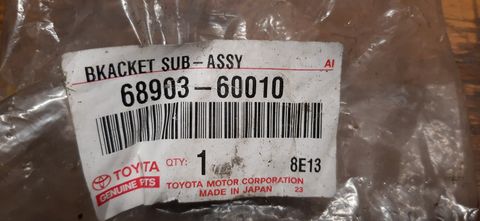 BKACKET SUB-ASSY AI
68903-60010
TOYOTA
GENUINE PTS
QTY: 1 8E13
TOYOTA MOTOR CORPORATION
MADE IN JAPAN 23